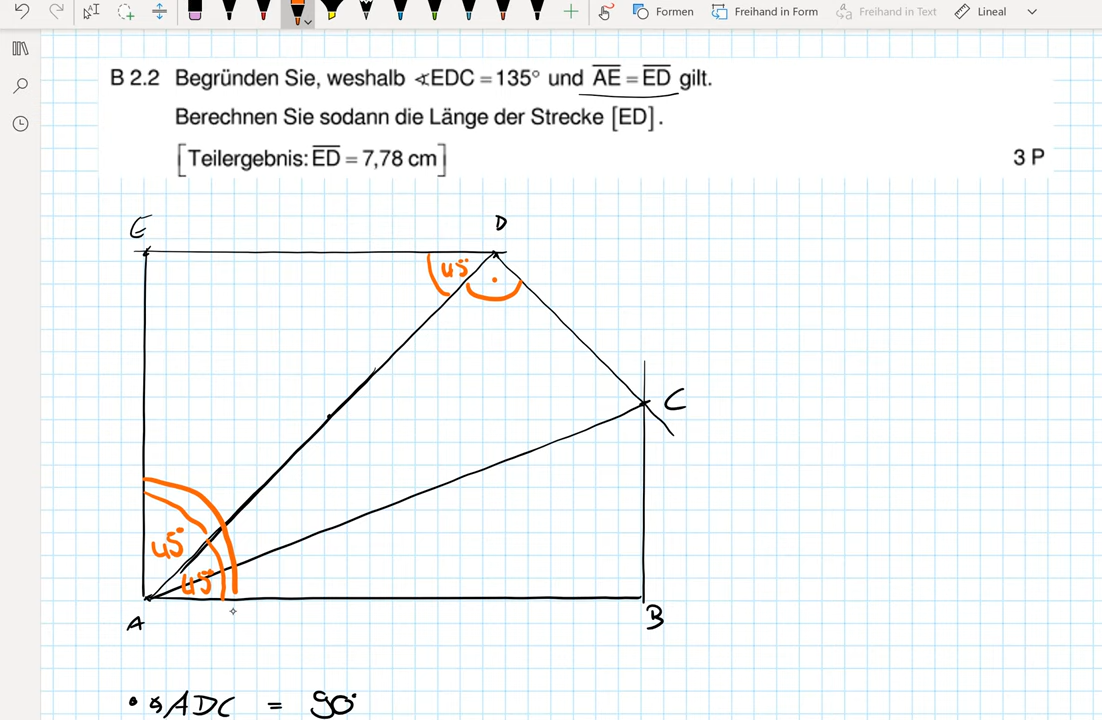 Formen Freihand in Form Freihand in Text Lineal
B 2.2 Begründen Sie, weshalb ∢EDC = 135° und AE = ED gilt.
Berechnen Sie sodann die Länge der Strecke [ED].
[Teilergebnis: ED = 7,78 cm]
3 P
E
D
45°
C
45°
45°
A
B
• ∢ADC = 90°